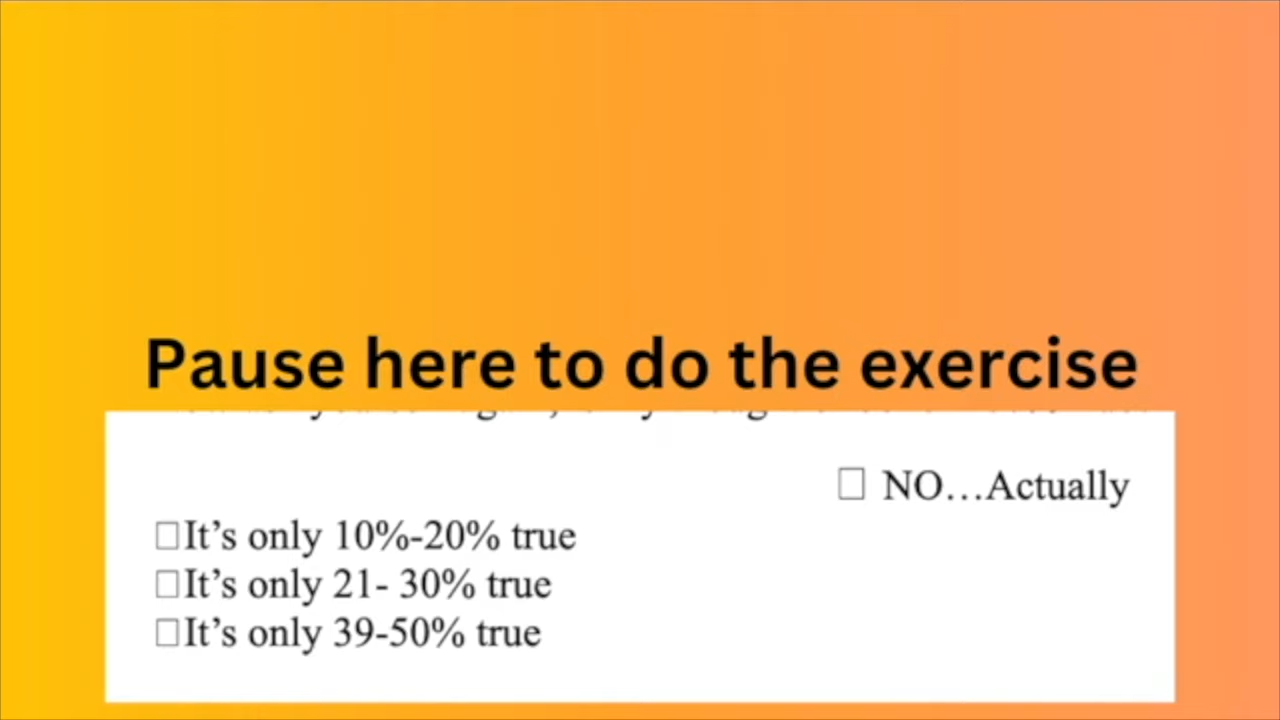 Pause here to do the exercise
☐ NO…Actually
☐It’s only 10%-20% true
☐It’s only 21- 30% true
☐It’s only 39-50% true